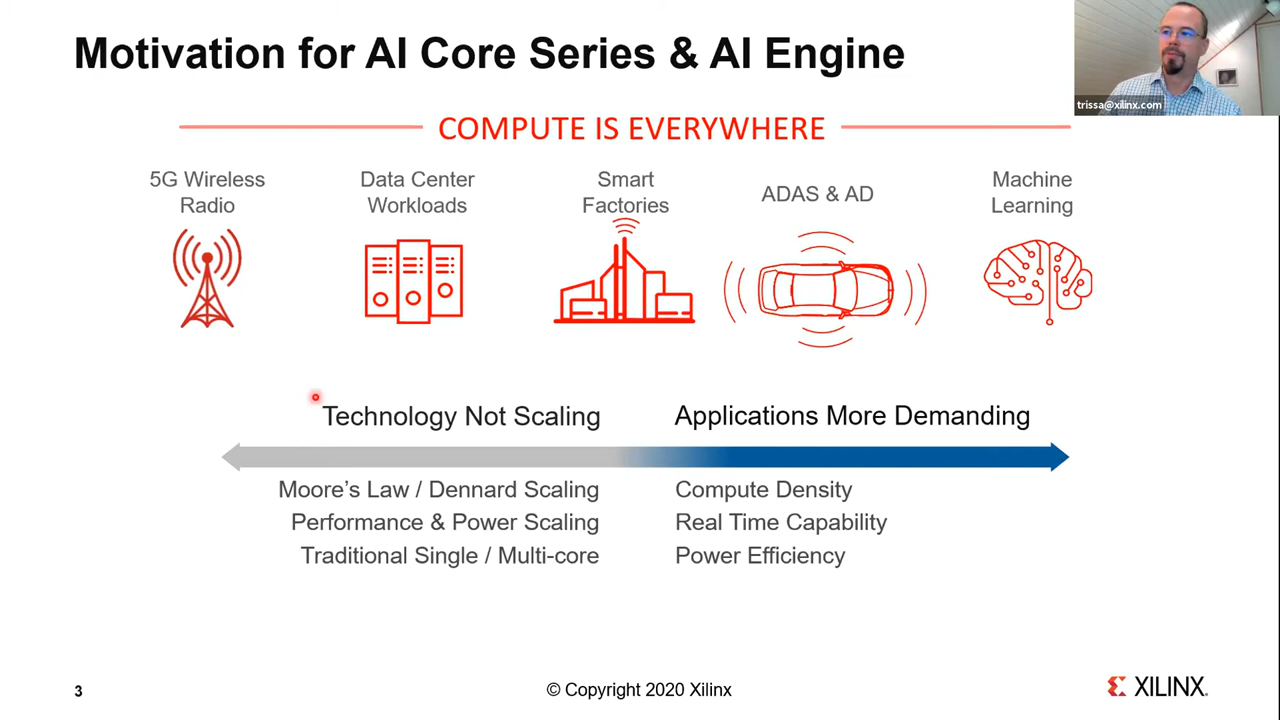 Motivation for AI Core Series & AI Engine
trissa@xilinx.com
COMPUTE IS EVERYWHERE
5G Wireless
Radio
Data Center
Workloads
Smart
Factories
ADAS & AD
Machine
Learning
Technology Not Scaling
Applications More Demanding
Moore's Law / Dennard Scaling
Performance & Power Scaling
Traditional Single / Multi-core
Compute Density
Real Time Capability
Power Efficiency
3
© Copyright 2020 Xilinx
XILINX